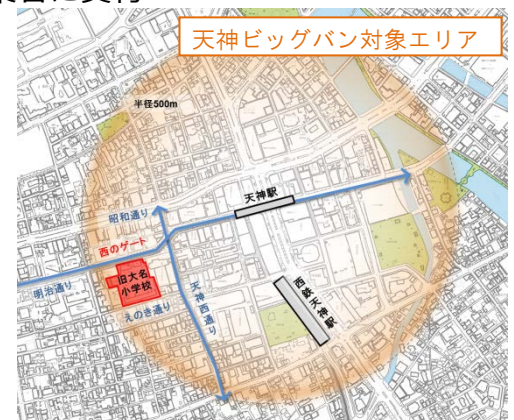 天神ビッグバン対象エリア
半径500m
天神駅
昭和通り
西のゲート
明治通り
旧大名
小学校
えのき通り
天神西通り
西鉄天神駅